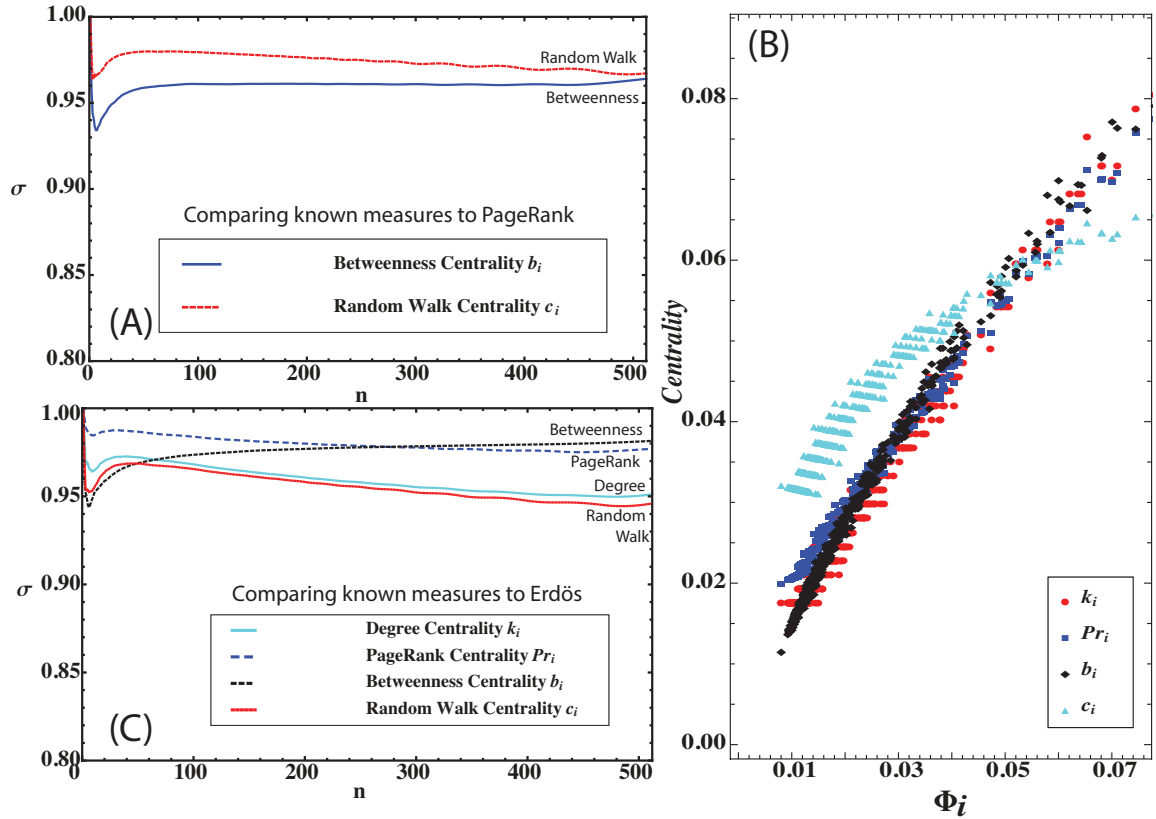 (A)
1.00
0.95
0.90
0.85
0.80
σ
Random Walk
Betweenness
Comparing known measures to PageRank
Betweenness Centrality bi
Random Walk Centrality ci
0 100 200 300 400 500
n
(B)
Centrality
0.08
0.06
0.04
0.02
0.00
ki
Pri
bi
ci
0.01 0.03 0.05 0.07
Φi
(C)
1.00
0.95
0.90
0.85
0.80
σ
Betweenness
PageRank
Degree
Random
Walk
Comparing known measures to Erdös
Degree Centrality ki
PageRank Centrality Pri
Betweenness Centrality bi
Random Walk Centrality ci
0 100 200 300 400 500
n